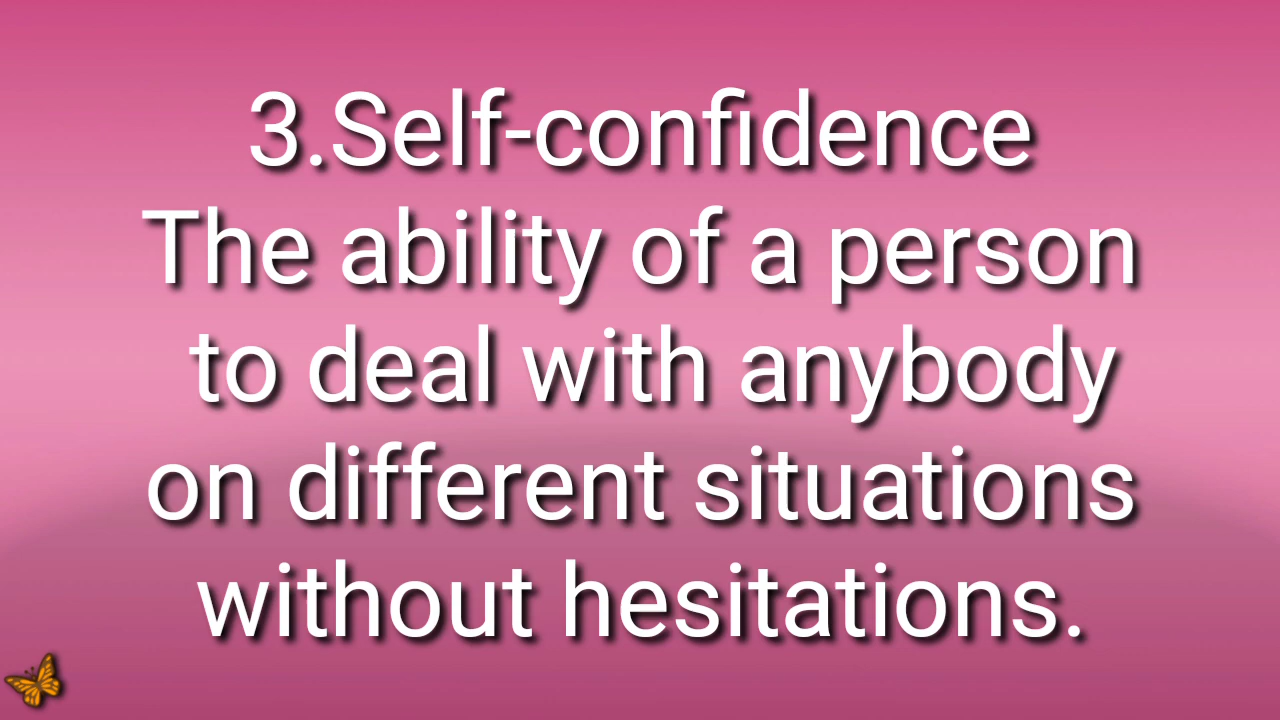 3.Self-confidence
The ability of a person
to deal with anybody
on different situations
without hesitations.